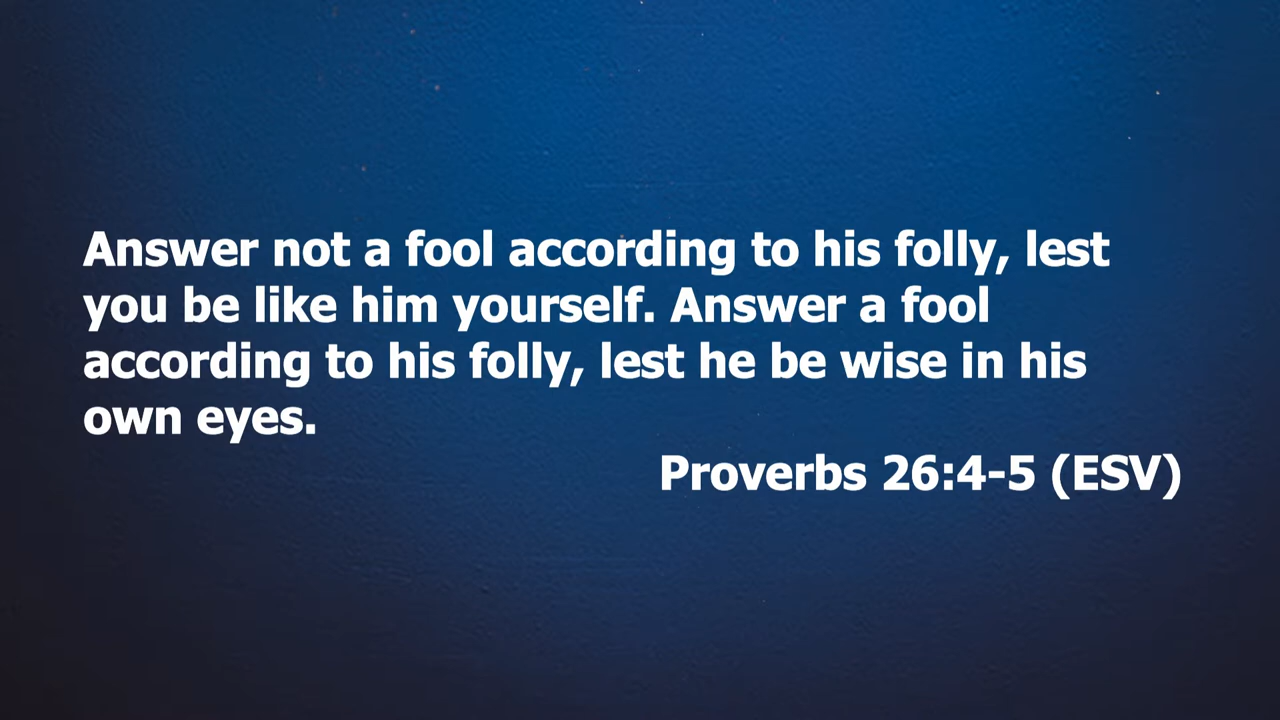 Answer not a fool according to his folly, lest
you be like him yourself. Answer a fool
according to his folly, lest he be wise in his
own eyes.
Proverbs 26:4-5 (ESV)